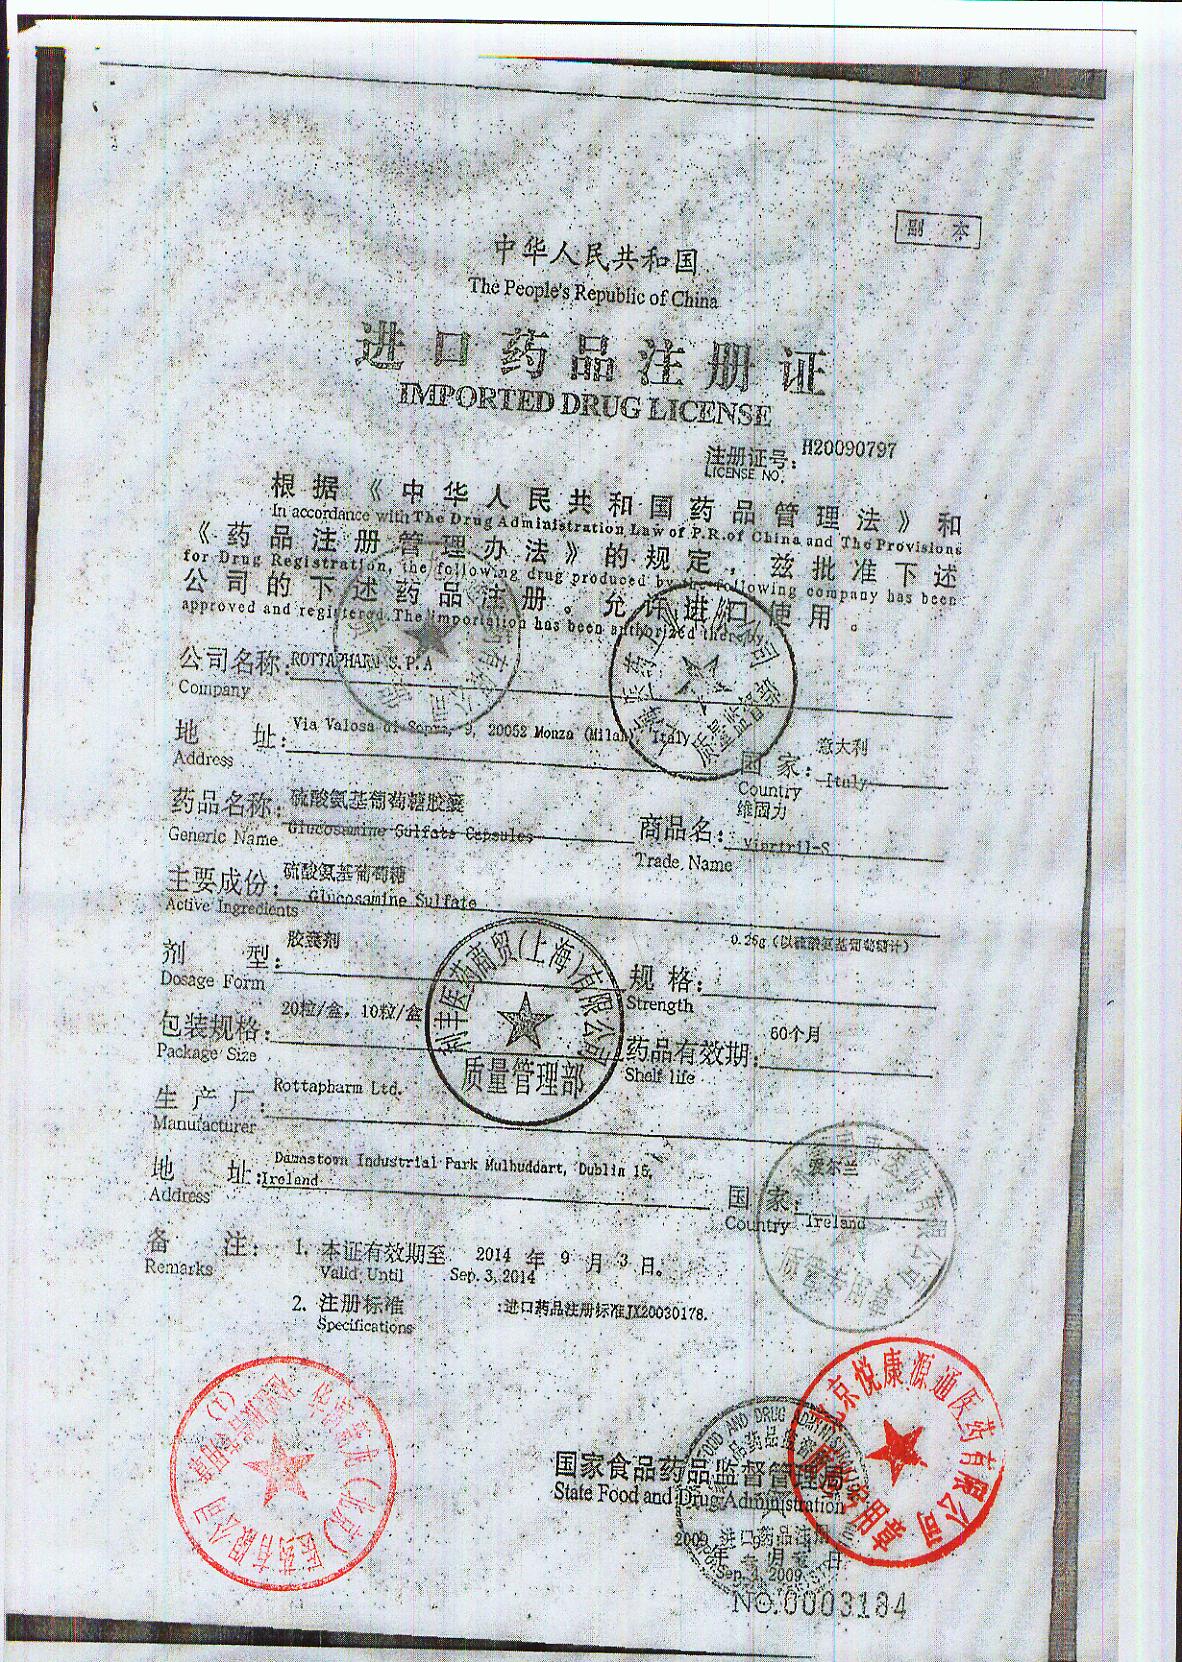 副 本
中华人民共和国
The People's Republic of China
进口药品注册证
IMPORTED DRUG LICENSE
注册证号: H20090797
LICENSE NO.
根据《中华人民共和国药品管理法》和
In accordance with The Drug Administration Law of P.R.of China and The Provisions
《药品注册管理办法》的规定，兹批准下述
for Drug Registration, the following drug produced by the following company has been
公司的下述药品注册。允许进口使用。
approved and registered.The importation has been authorized thereby.
公司名称: ROTTAPHARM S.P.A
Company
地 址: Via Valosa di Sopra, 9, 20052 Monza (Milan), Italy
Address
国 家: 意大利
Country Italy
药品名称: 硫酸氨基葡萄糖胶囊
Generic Name Glucosamine Sulfate Capsules
商品名: 维固力
Trade Name Viartril-S
主要成份: 硫酸氨基葡萄糖
Active Ingredients Glucosamine Sulfate
剂 型: 胶囊剂
Dosage Form
规 格: 0.25g (以硫酸氨基葡萄糖计)
Strength
包装规格: 20粒/盒, 10粒/盒
Package Size
药品有效期: 60个月
Shelf life
生 产 厂: Rottapharm Ltd.
Manufacturer
地 址: Damastown Industrial Park Mulhuddart, Dublin 15,
Address Ireland
国 家: 爱尔兰
Country Ireland
备 注: 1. 本证有效期至 2014 年 9 月 3 日。
Remarks Valid Until Sep. 3, 2014
2. 注册标准 :进口药品注册标准JX20030178.
Specifications
利丰医药商贸(上海)有限公司
质量管理部
质管专用章
北京悦康源通医药有限公司
国家食品药品监督管理局
State Food and Drug Administration
2009 年 月 日
Sep. 4, 2009
NO.0003184